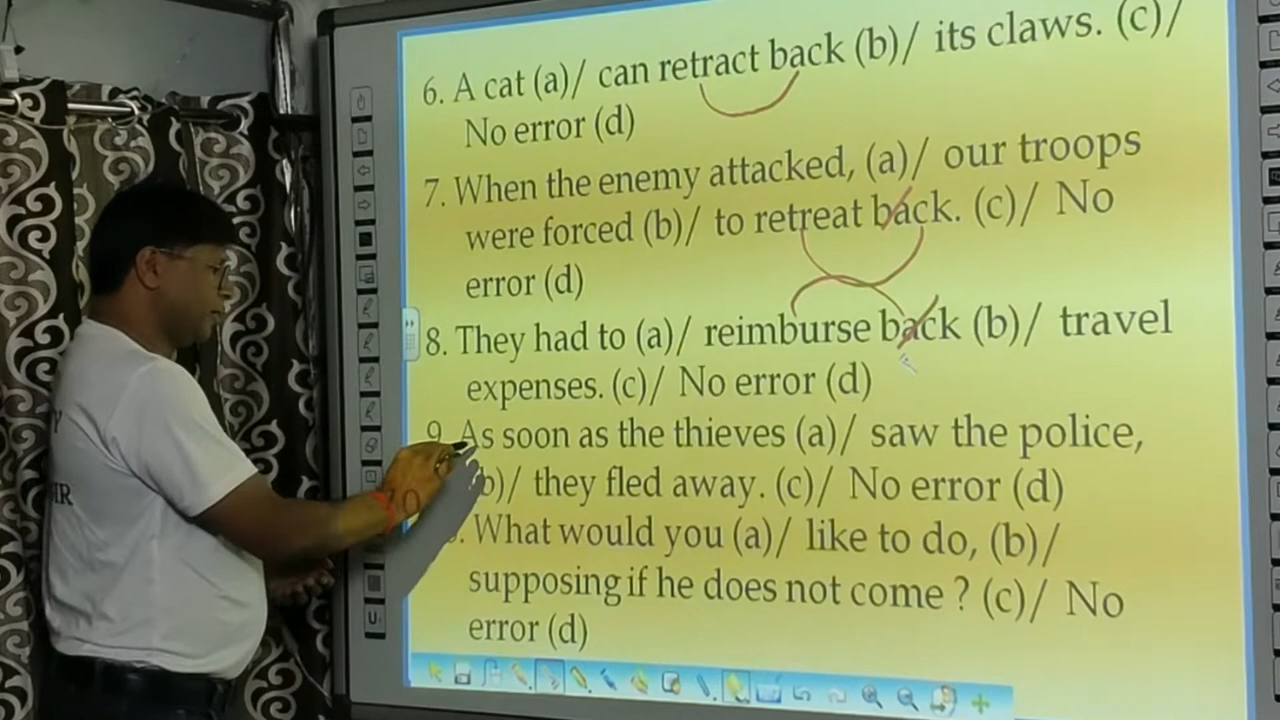 6. A cat (a)/ can retract back (b)/ its claws. (c)/
No error (d)
7. When the enemy attacked, (a)/ our troops
were forced (b)/ to retreat back. (c)/ No
error (d)
8. They had to (a)/ reimburse back (b)/ travel
expenses. (c)/ No error (d)
9. As soon as the thieves (a)/ saw the police,
b)/ they fled away. (c)/ No error (d)
. What would you (a)/ like to do, (b)/
supposing if he does not come ? (c)/ No
error (d)